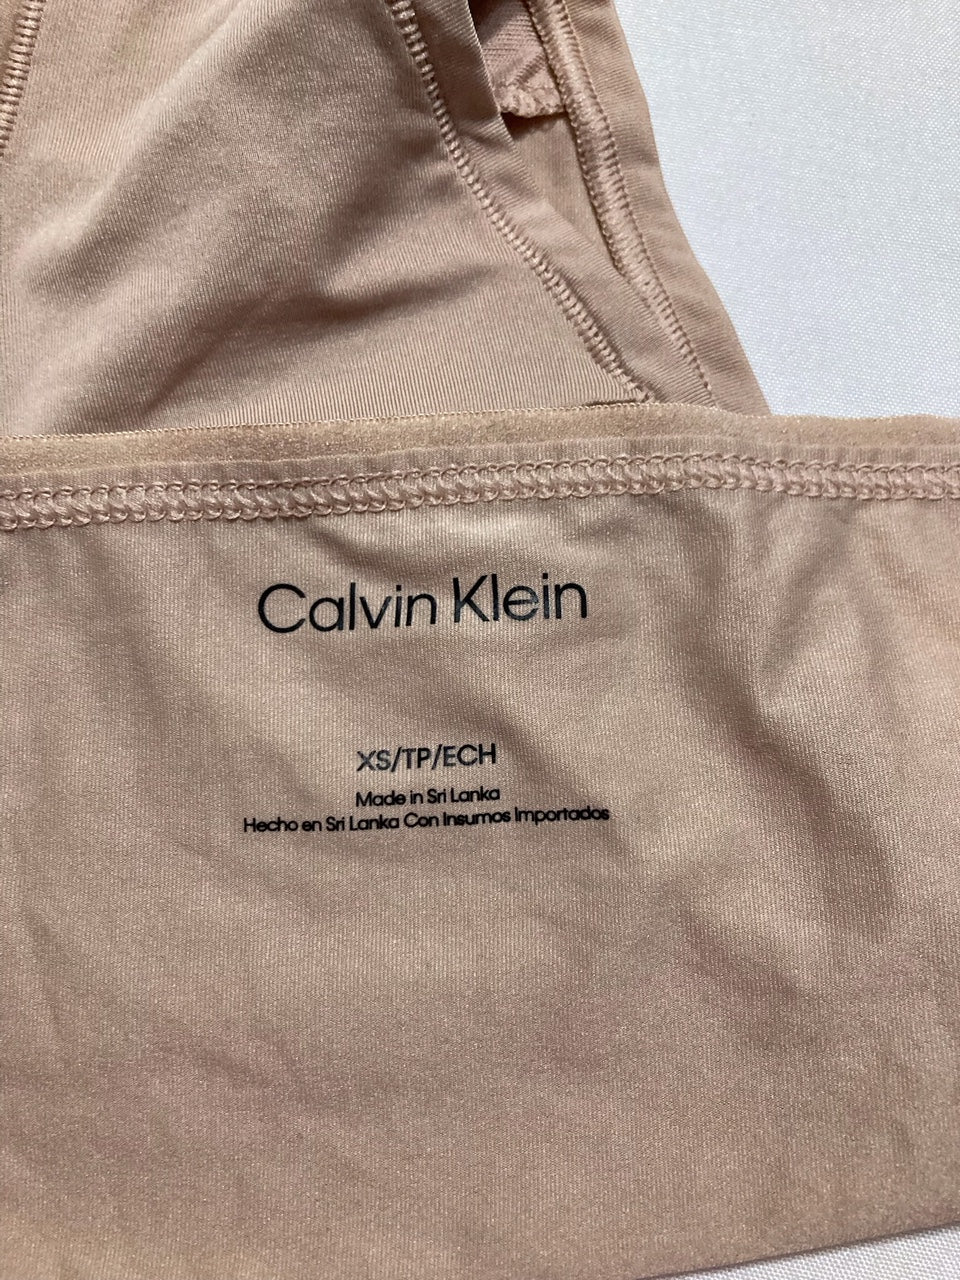 Calvin Klein
XS/TP/ECH
Made in Sri Lanka
Hecho en Sri Lanka Con Insumos Importados